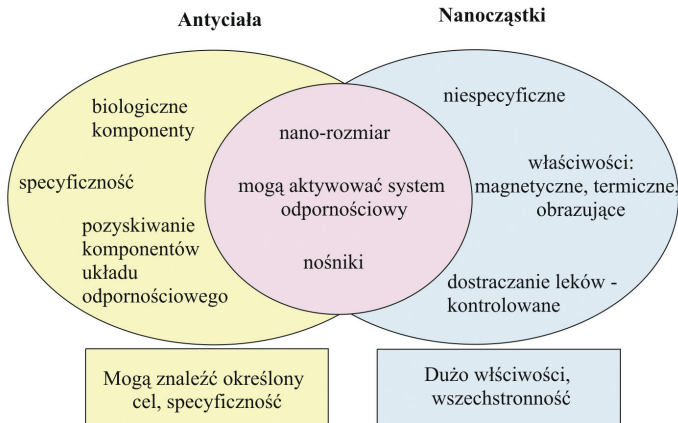 Antyciała
Nanocząstki
biologiczne
komponenty
specyficzność
pozyskiwanie
komponentów
układu
odpornościowego
nano-rozmiar
mogą aktywować system
odpornościowy
nośniki
niespecyficzne
właściwości:
magnetyczne, termiczne,
obrazujące
dostraczanie leków -
kontrolowane
Mogą znaleźć określony
cel, specyficzność
Dużo włściwości,
wszechstronność